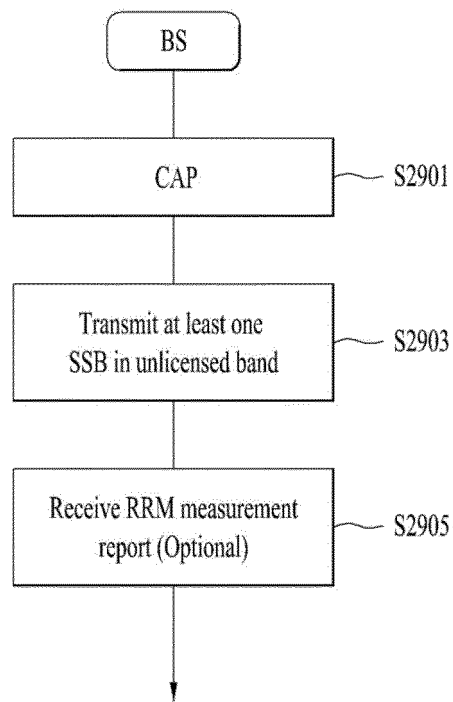 BS
CAP
S2901
Transmit at least one
SSB in unlicensed band
S2903
Receive RRM measurement
report (Optional)
S2905